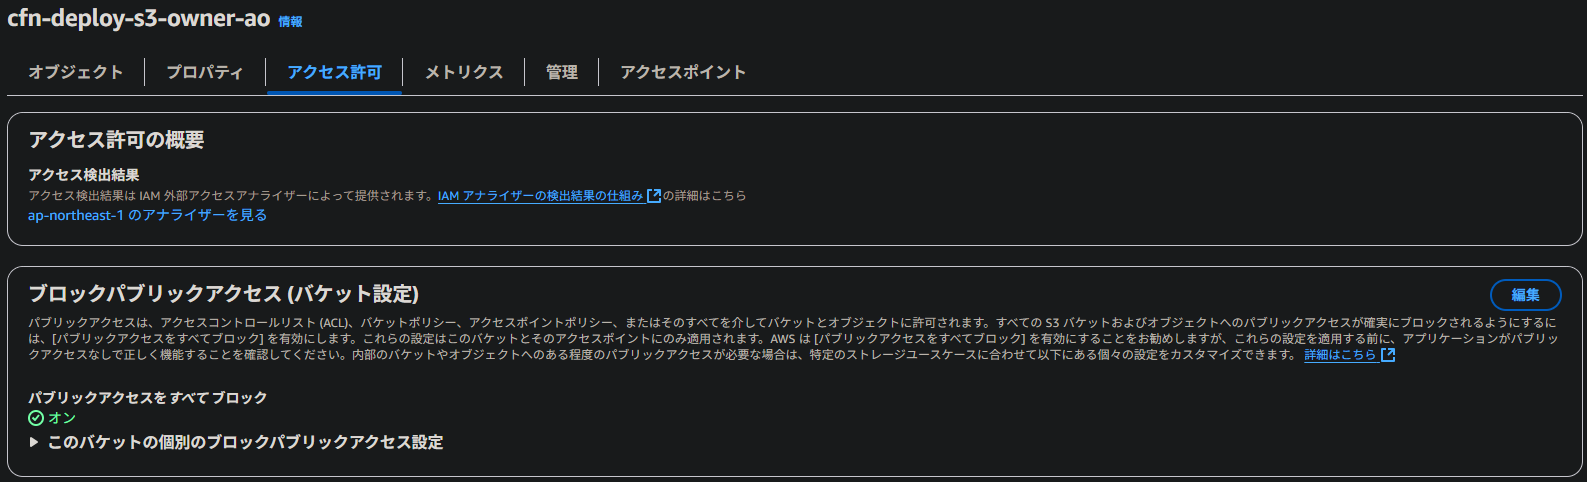 cfn-deploy-s3-owner-ao 情報
オブジェクト プロパティ アクセス許可 メトリクス 管理 アクセスポイント
アクセス許可の概要
アクセス検出結果
アクセス検出結果は IAM 外部アクセスアナライザーによって提供されます。IAM アナライザーの検出結果の仕組み の詳細はこちら
ap-northeast-1 のアナライザーを見る
ブロックパブリックアクセス (バケット設定)
編集
パブリックアクセスは、アクセスコントロールリスト (ACL)、バケットポリシー、アクセスポイントポリシー、またはそのすべてを介してバケットとオブジェクトに許可されます。すべての S3 バケットおよびオブジェクトへのパブリックアクセスが確実にブロックされるようにするに
は、[パブリックアクセスをすべてブロック] を有効にします。これらの設定はこのバケットとそのアクセスポイントにのみ適用されます。AWS は [パブリックアクセスをすべてブロック] を有効にすることをお勧めしますが、これらの設定を適用する前に、アプリケーションがパブリッ
クアクセスなしで正しく機能することを確認してください。内部のバケットやオブジェクトへのある程度のパブリックアクセスが必要な場合は、特定のストレージユースケースに合わせて以下にある個々の設定をカスタマイズできます。 詳細はこちら
パブリックアクセスをすべてブロック
オン
このバケットの個別のブロックパブリックアクセス設定